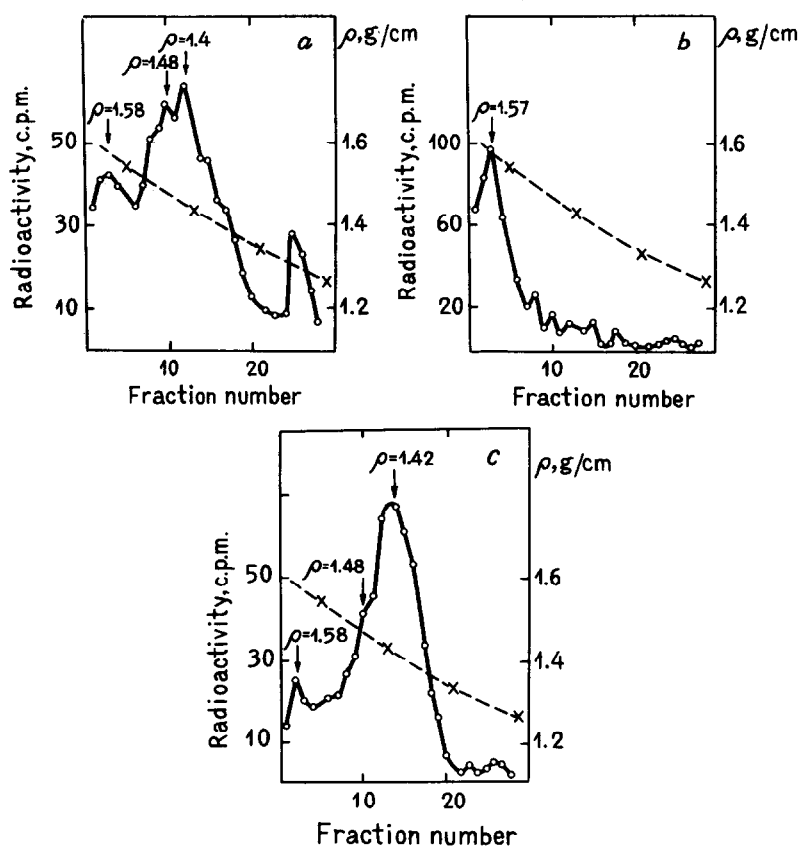 a
ρ, g/cm
ρ=1.4
ρ=1.48
ρ=1.58
Radioactivity, c.p.m.
50
30
10
1.6
1.4
1.2
10
20
Fraction number
b
ρ, g/cm
ρ=1.57
Radioactivity, c.p.m.
100
60
20
1.6
1.4
1.2
10
20
Fraction number
c
ρ, g/cm
ρ=1.42
ρ=1.48
ρ=1.58
Radioactivity, c.p.m.
50
30
10
1.6
1.4
1.2
10
20
Fraction number